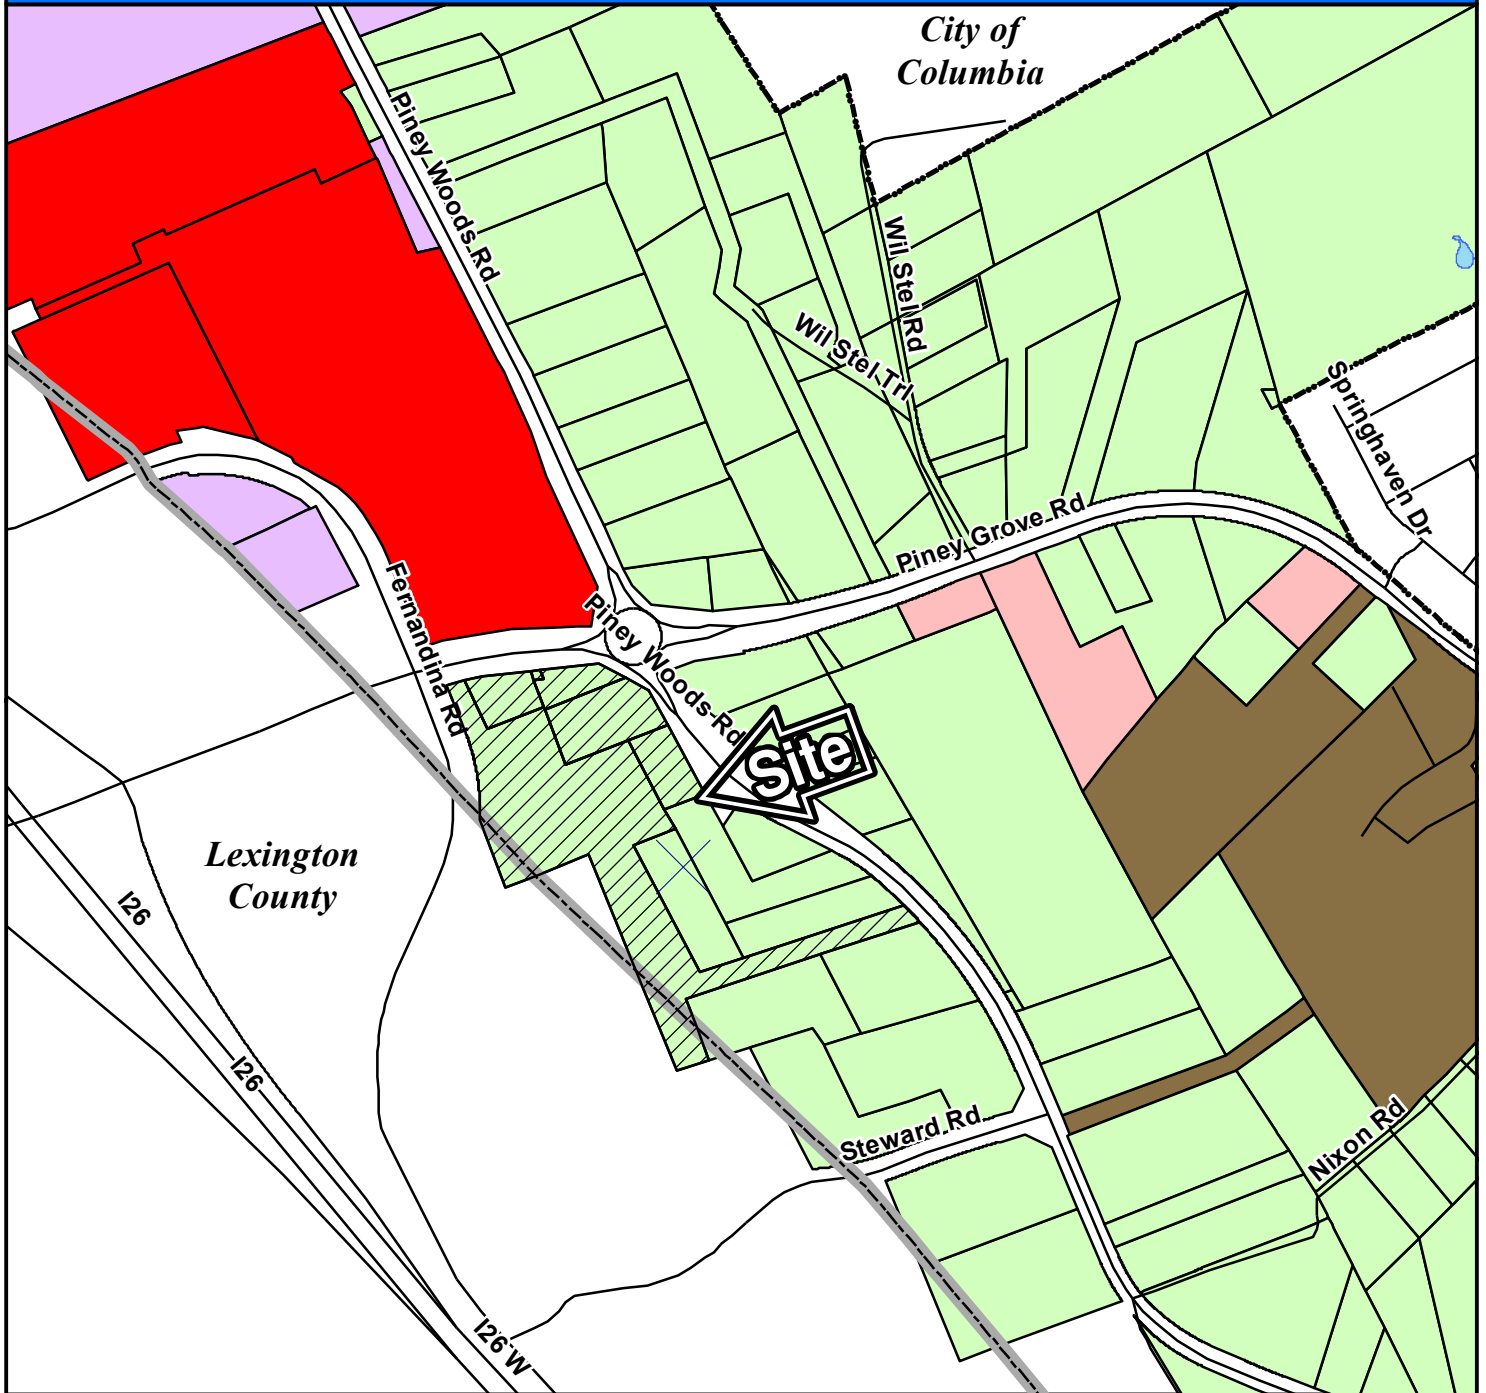 City of
Columbia
Piney Woods Rd
Wil Stel Rd
Wil Stel Trl
Springhaven Dr
Piney Grove Rd
Fernandina Rd
Piney Woods Rd
Site
Lexington
County
I26
I26
Steward Rd
Nixon Rd
I26 W